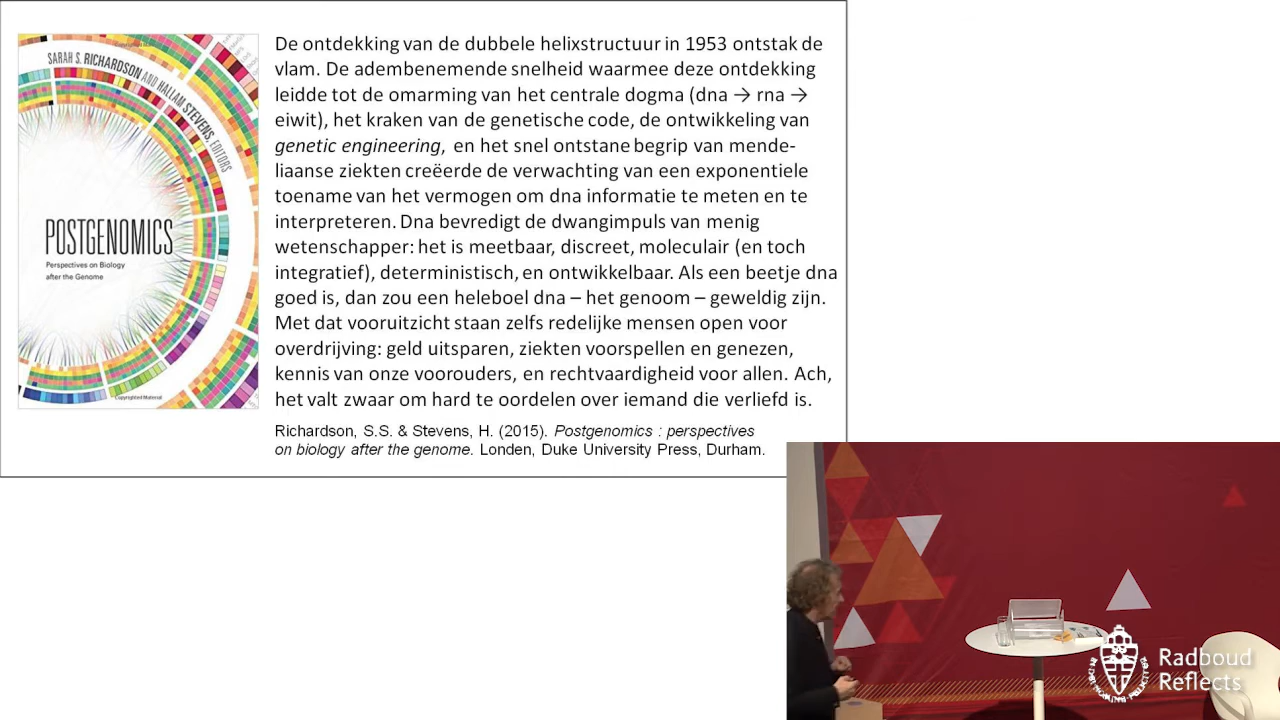 SARAH S. RICHARDSON AND HALLAM STEVENS, EDITORS
POSTGENOMICS
Perspectives on Biology
after the Genome
Copyrighted Material
De ontdekking van de dubbele helixstructuur in 1953 ontstak de
vlam. De adembenemende snelheid waarmee deze ontdekking
leidde tot de omarming van het centrale dogma (dna → rna →
eiwit), het kraken van de genetische code, de ontwikkeling van
genetic engineering, en het snel ontstane begrip van mende-
liaanse ziekten creëerde de verwachting van een exponentiele
toename van het vermogen om dna informatie te meten en te
interpreteren. Dna bevredigt de dwangimpuls van menig
wetenschapper: het is meetbaar, discreet, moleculair (en toch
integratief), deterministisch, en ontwikkelbaar. Als een beetje dna
goed is, dan zou een heleboel dna – het genoom – geweldig zijn.
Met dat vooruitzicht staan zelfs redelijke mensen open voor
overdrijving: geld uitsparen, ziekten voorspellen en genezen,
kennis van onze voorouders, en rechtvaardigheid voor allen. Ach,
het valt zwaar om hard te oordelen over iemand die verliefd is.
Richardson, S.S. & Stevens, H. (2015). Postgenomics : perspectives
on biology after the genome. Londen, Duke University Press, Durham.
Radboud
Reflects